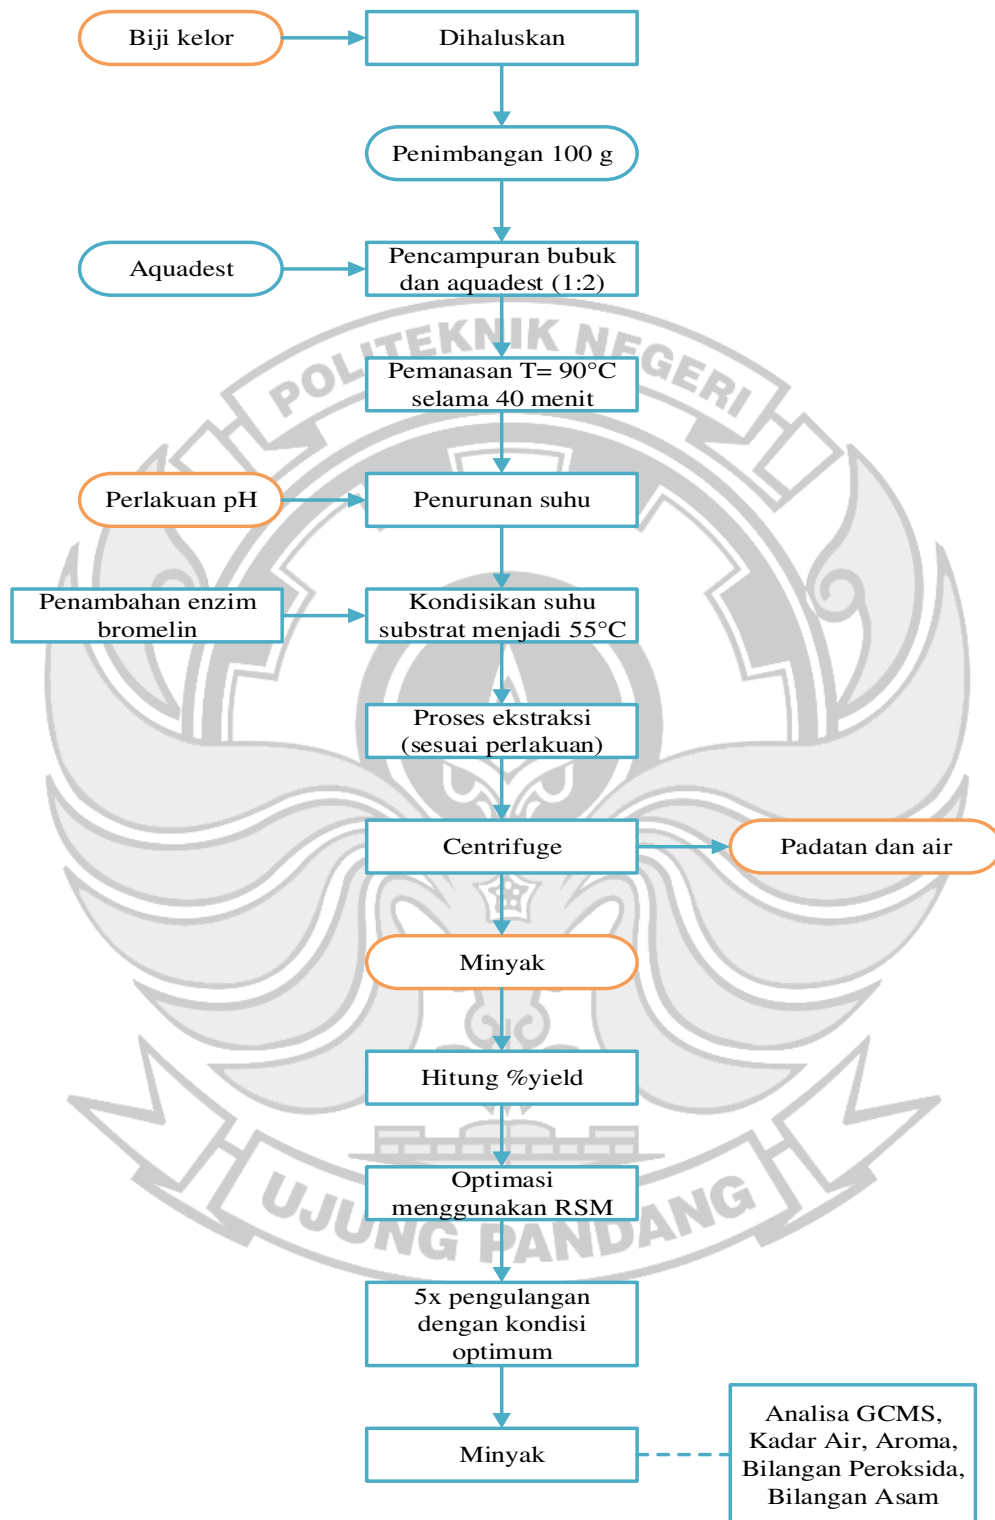 Biji kelor
Dihaluskan
Penimbangan 100 g
Aquadest
Pencampuran bubuk
dan aquadest (1:2)
POLITEKNIK NEGERI
Pemanasan T= 90°C
selama 40 menit
Perlakuan pH
Penurunan suhu
Penambahan enzim
bromelin
Kondisikan suhu
substrat menjadi 55°C
Proses ekstraksi
(sesuai perlakuan)
Centrifuge
Padatan dan air
Minyak
Hitung %yield
Optimasi
menggunakan RSM
UJUNG PANDANG
5x pengulangan
dengan kondisi
optimum
Minyak
Analisa GCMS,
Kadar Air, Aroma,
Bilangan Peroksida,
Bilangan Asam